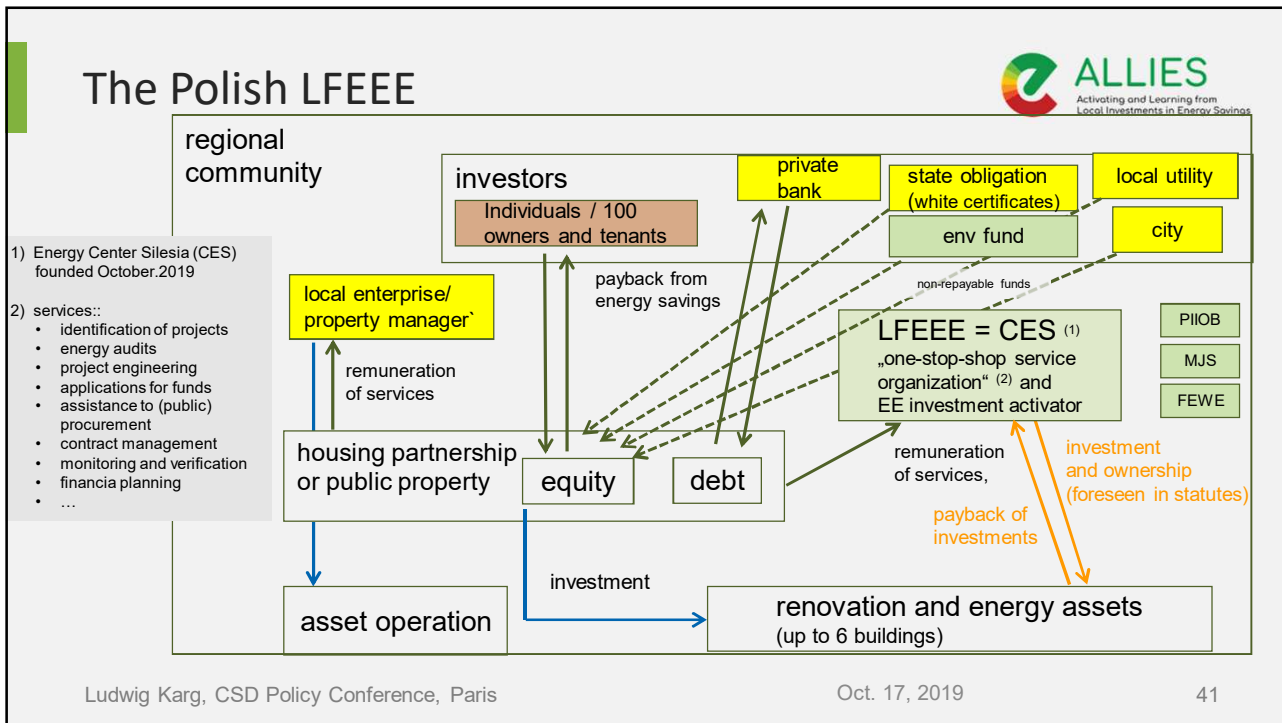 The Polish LFEEE
ALLIES
Activating and Learning from
Local Investments in Energy Savings
regional
community
investors
Individuals / 100
owners and tenants
private
bank
state obligation
(white certificates)
env fund
local utility
city
1) Energy Center Silesia (CES)
founded October.2019
2) services::
• identification of projects
• energy audits
• project engineering
• applications for funds
• assistance to (public)
procurement
• contract management
• monitoring and verification
• financia planning
• …
local enterprise/
property manager`
payback from
energy savings
non-repayable funds
remuneration
of services
LFEEE = CES (1)
„one-stop-shop service
organization“ (2) and
EE investment activator
PIIOB
MJS
FEWE
housing partnership
or public property
equity
debt
remuneration
of services,
investment
and ownership
(foreseen in statutes)
payback of
investments
investment
asset operation
renovation and energy assets
(up to 6 buildings)
Ludwig Karg, CSD Policy Conference, Paris
Oct. 17, 2019
41